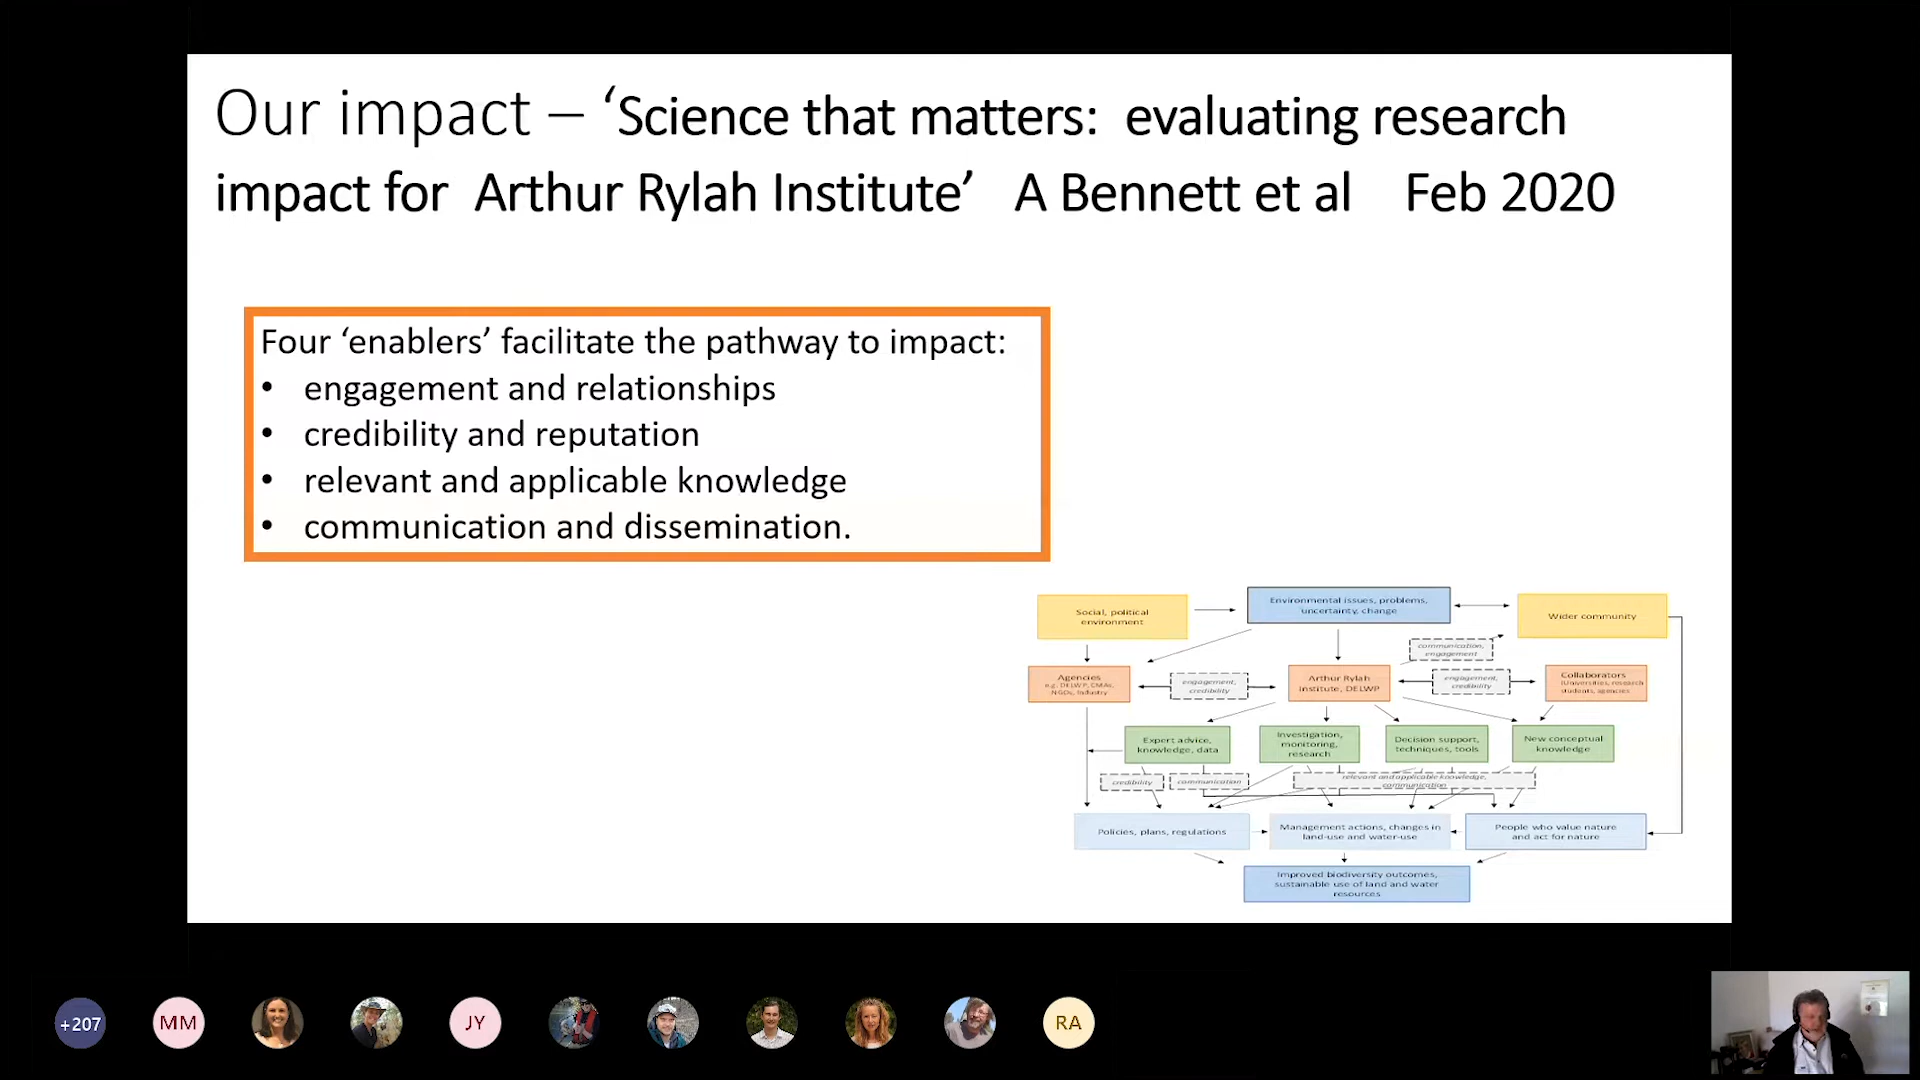 Our impact – ‘Science that matters:  evaluating research
impact for  Arthur Rylah Institute’   A Bennett et al    Feb 2020
Four ‘enablers’ facilitate the pathway to impact:
• engagement and relationships
• credibility and reputation
• relevant and applicable knowledge
• communication and dissemination.
Social, political
environment
Environmental issues, problems,
uncertainty, change
Wider community
communication,
engagement
Agencies
e.g. DELWP, CMAs,
NGOs, industry
engagement,
credibility
Arthur Rylah
Institute, DELWP
engagement,
credibility
Collaborators
(Universities, research
students, agencies
Expert advice,
knowledge, data
Investigation,
monitoring,
research
Decision support,
techniques, tools
New conceptual
knowledge
credibility
communication
relevant and applicable knowledge,
communication
Policies, plans, regulations
Management actions, changes in
land-use and water-use
People who value nature
and act for nature
Improved biodiversity outcomes,
sustainable use of land and water
resources
+207
MM
JY
RA